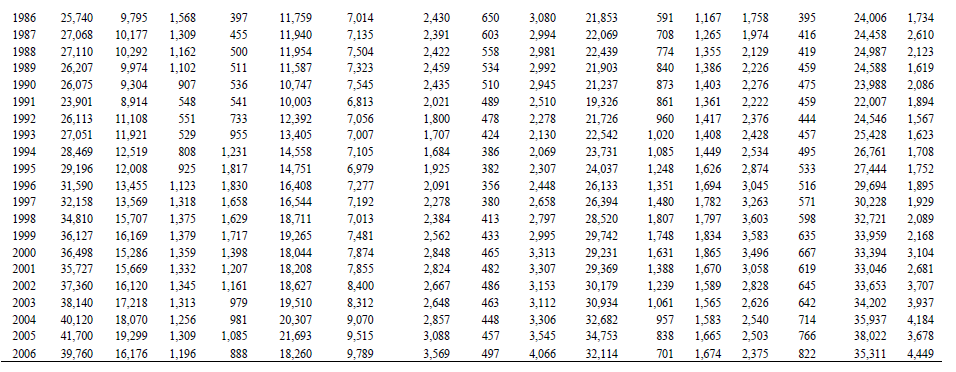 1986 25,740 9,795 1,568 397 11,759 7,014 2,430 650 3,080 21,853 591 1,167 1,758 395 24,006 1,734
1987 27,068 10,177 1,309 455 11,940 7,135 2,391 603 2,994 22,069 708 1,265 1,974 416 24,458 2,610
1988 27,110 10,292 1,162 500 11,954 7,504 2,422 558 2,981 22,439 774 1,355 2,129 419 24,987 2,123
1989 26,207 9,974 1,102 511 11,587 7,323 2,459 534 2,992 21,903 840 1,386 2,226 459 24,588 1,619
1990 26,075 9,304 907 536 10,747 7,545 2,435 510 2,945 21,237 873 1,403 2,276 475 23,988 2,086
1991 23,901 8,914 548 541 10,003 6,813 2,021 489 2,510 19,326 861 1,361 2,222 459 22,007 1,894
1992 26,113 11,108 551 733 12,392 7,056 1,800 478 2,278 21,726 960 1,417 2,376 444 24,546 1,567
1993 27,051 11,921 529 955 13,405 7,007 1,707 424 2,130 22,542 1,020 1,408 2,428 457 25,428 1,623
1994 28,469 12,519 808 1,231 14,558 7,105 1,684 386 2,069 23,731 1,085 1,449 2,534 495 26,761 1,708
1995 29,196 12,008 925 1,817 14,751 6,979 1,925 382 2,307 24,037 1,248 1,626 2,874 533 27,444 1,752
1996 31,590 13,455 1,123 1,830 16,408 7,277 2,091 356 2,448 26,133 1,351 1,694 3,045 516 29,694 1,895
1997 32,158 13,569 1,318 1,658 16,544 7,192 2,278 380 2,658 26,394 1,480 1,782 3,263 571 30,228 1,929
1998 34,810 15,707 1,375 1,629 18,711 7,013 2,384 413 2,797 28,520 1,807 1,797 3,603 598 32,721 2,089
1999 36,127 16,169 1,379 1,717 19,265 7,481 2,562 433 2,995 29,742 1,748 1,834 3,583 635 33,959 2,168
2000 36,498 15,286 1,359 1,398 18,044 7,874 2,848 465 3,313 29,231 1,631 1,865 3,496 667 33,394 3,104
2001 35,727 15,669 1,332 1,207 18,208 7,855 2,824 482 3,307 29,369 1,388 1,670 3,058 619 33,046 2,681
2002 37,360 16,120 1,345 1,161 18,627 8,400 2,667 486 3,153 30,179 1,239 1,589 2,828 645 33,653 3,707
2003 38,140 17,218 1,313 979 19,510 8,312 2,648 463 3,112 30,934 1,061 1,565 2,626 642 34,202 3,937
2004 40,120 18,070 1,256 981 20,307 9,070 2,857 448 3,306 32,682 957 1,583 2,540 714 35,937 4,184
2005 41,700 19,299 1,309 1,085 21,693 9,515 3,088 457 3,545 34,753 838 1,665 2,503 766 38,022 3,678
2006 39,760 16,176 1,196 888 18,260 9,789 3,569 497 4,066 32,114 701 1,674 2,375 822 35,311 4,449